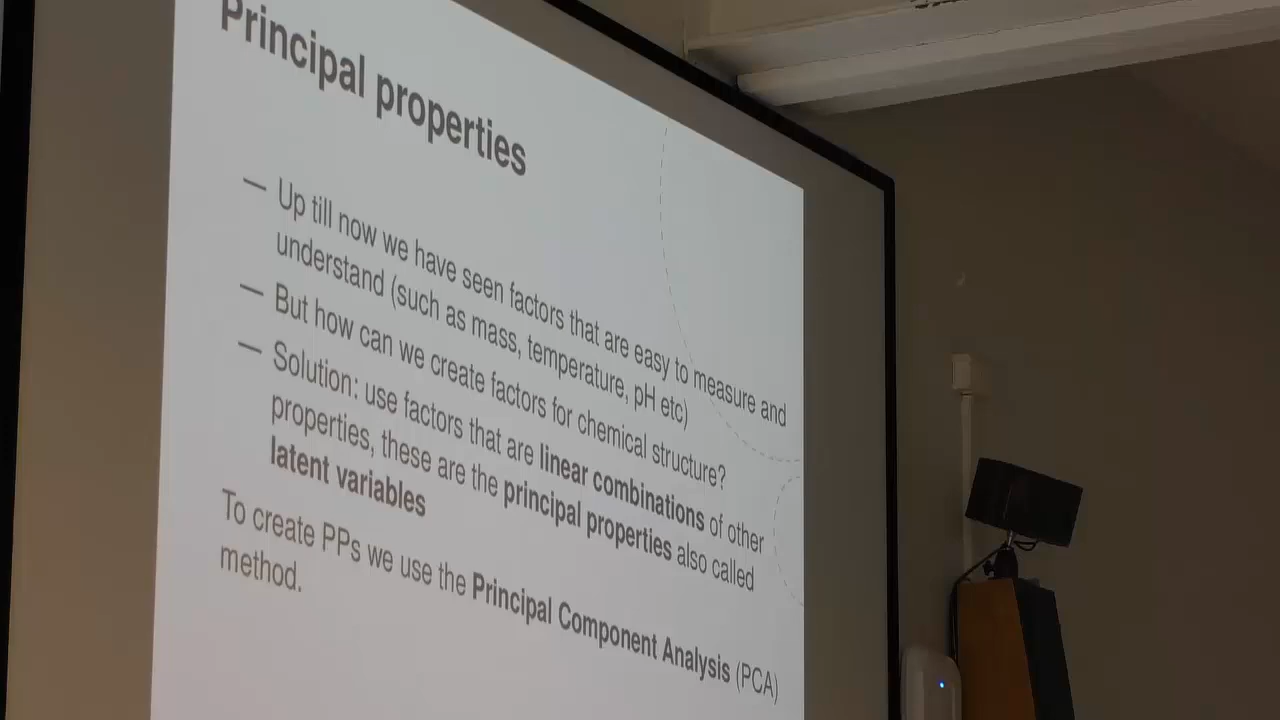 Principal properties
— Up till now we have seen factors that are easy to measure and
understand (such as mass, temperature, pH etc)
— But how can we create factors for chemical structure?
— Solution: use factors that are linear combinations of other
properties, these are the principal properties also called
latent variables
To create PPs we use the Principal Component Analysis (PCA)
method.